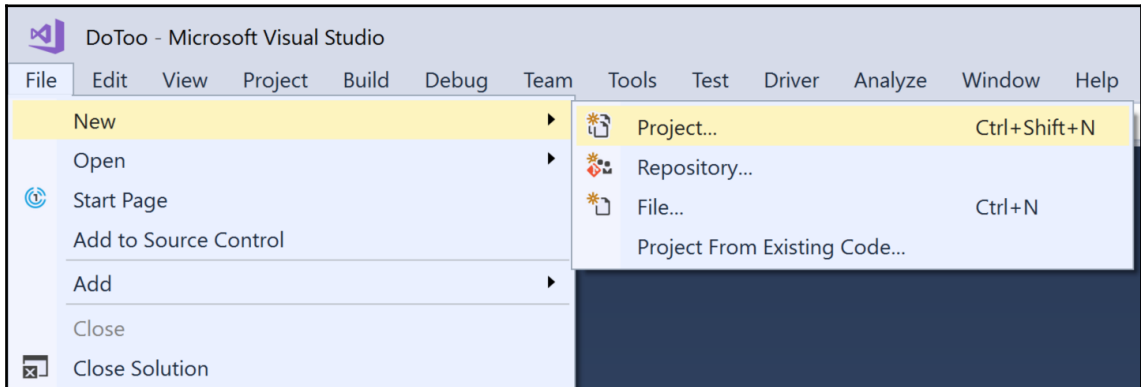 DoToo - Microsoft Visual Studio
File Edit View Project Build Debug Team Tools Test Driver Analyze Window Help
New
Project... Ctrl+Shift+N
Open
Repository...
Start Page
File... Ctrl+N
Add to Source Control
Project From Existing Code...
Add
Close
Close Solution